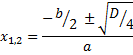 x₁,₂ = (−b/2 ± √(D/4)) / a